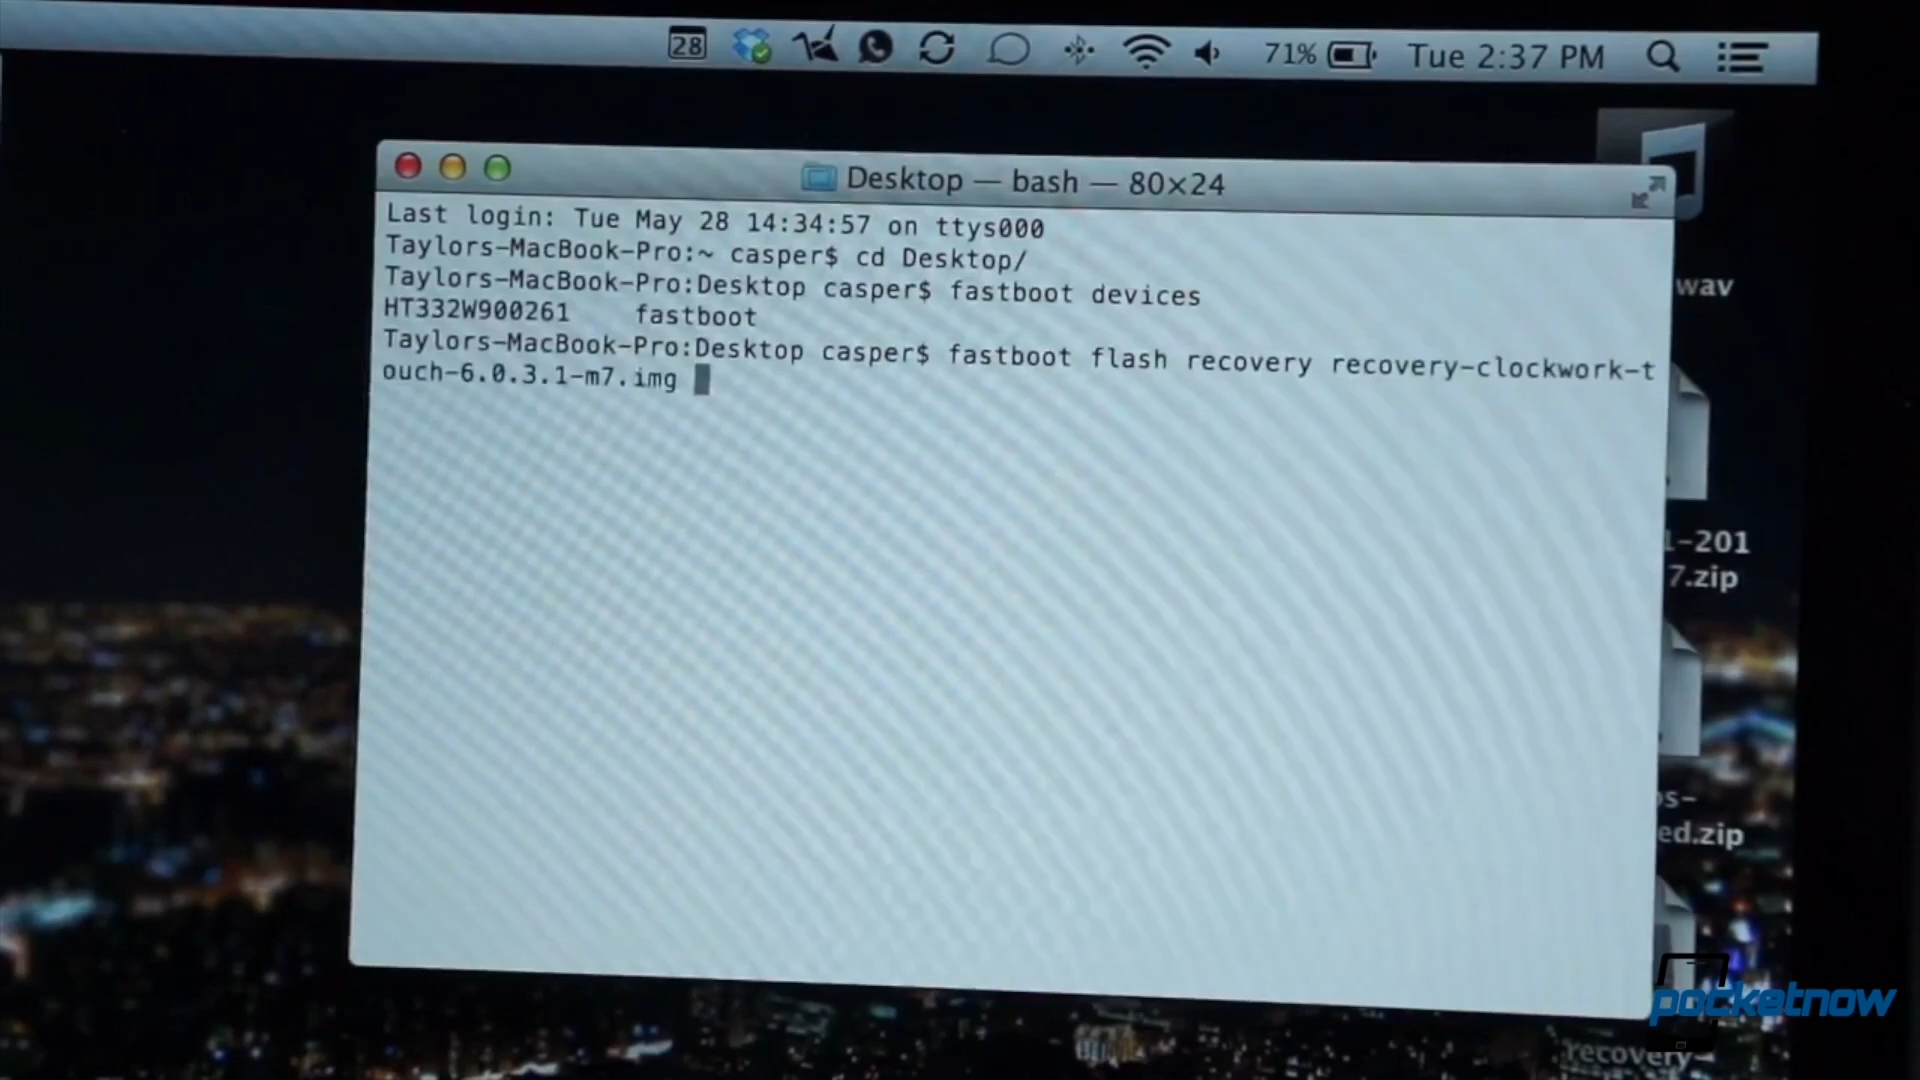 28
71%
Tue 2:37 PM
Desktop — bash — 80×24
Last login: Tue May 28 14:34:57 on ttys000
Taylors-MacBook-Pro:~ casper$ cd Desktop/
Taylors-MacBook-Pro:Desktop casper$ fastboot devices
HT332W900261    fastboot
Taylors-MacBook-Pro:Desktop casper$ fastboot flash recovery recovery-clockwork-t
ouch-6.0.3.1-m7.img
wav
1-201
7.zip
os-
ed.zip
pocketnow
recovery-